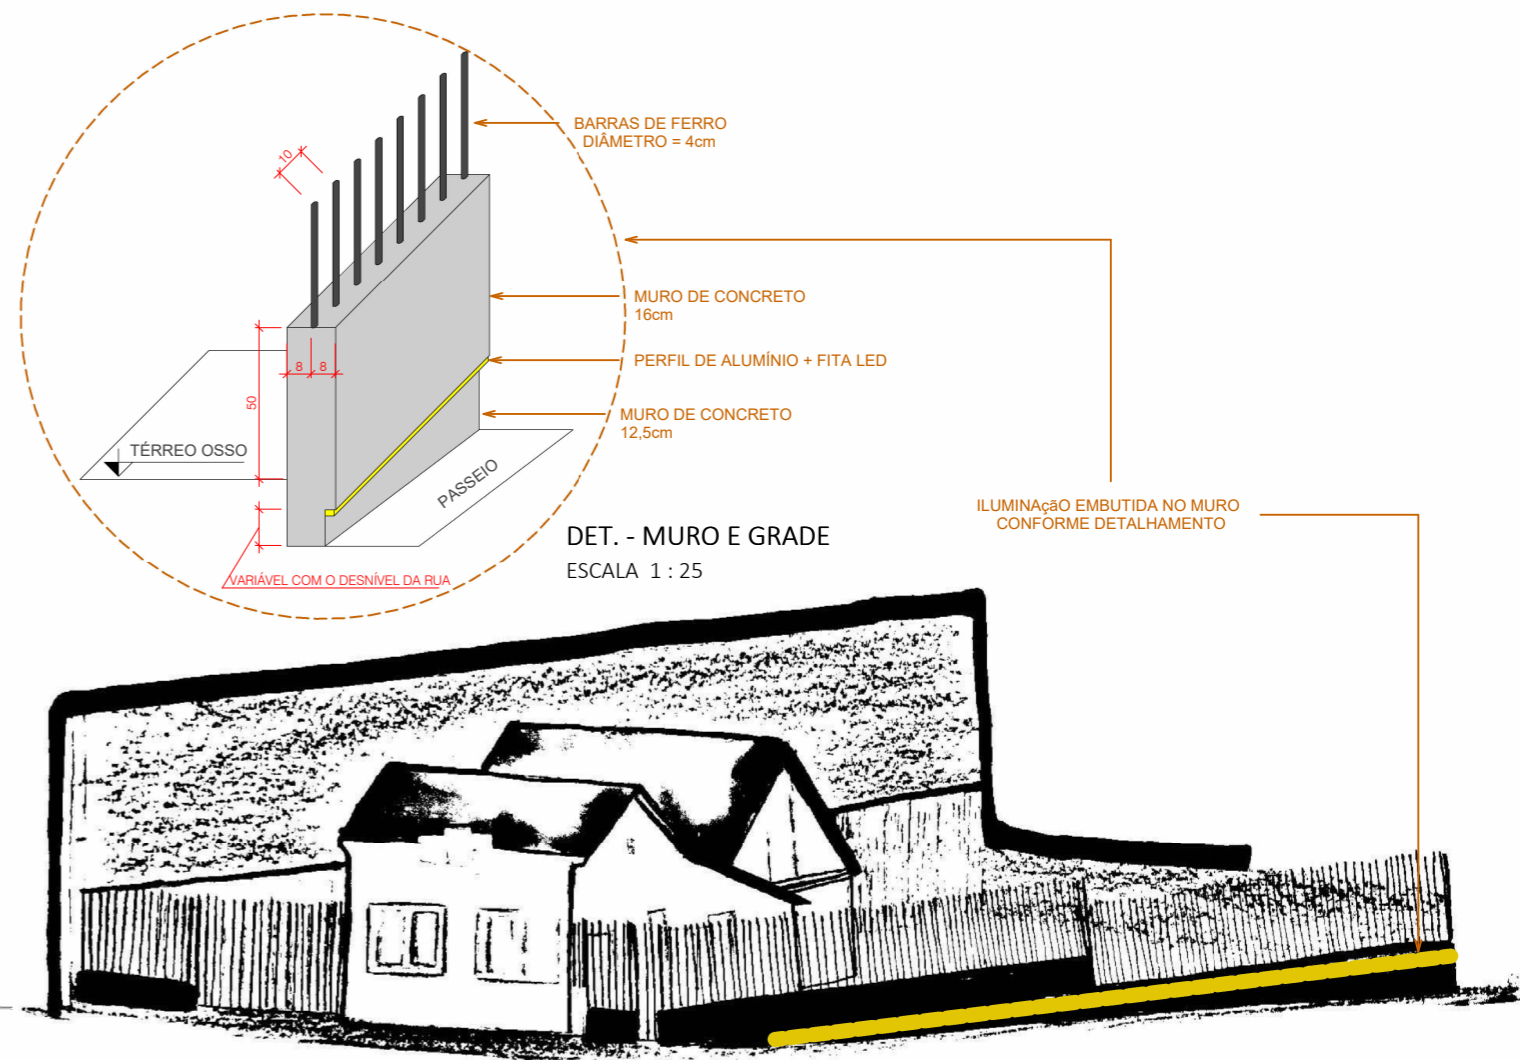 BARRAS DE FERRO
DIÂMETRO = 4cm
10
MURO DE CONCRETO
16cm
8
8
PERFIL DE ALUMÍNIO + FITA LED
50
MURO DE CONCRETO
12,5cm
TÉRREO OSSO
PASSEIO
ILUMINAçãO EMBUTIDA NO MURO
CONFORME DETALHAMENTO
DET. - MURO E GRADE
ESCALA 1 : 25
VARIÁVEL COM O DESNÍVEL DA RUA